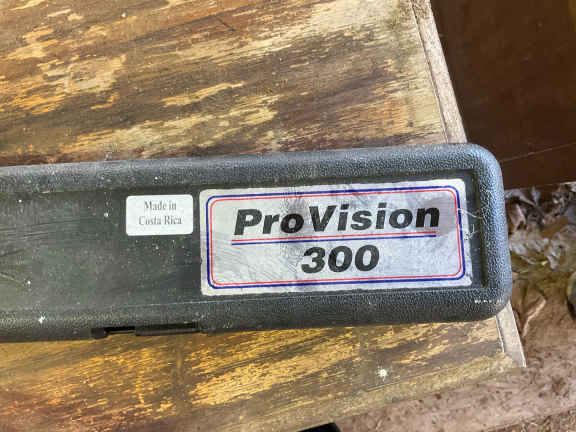 Made in
Costa Rica
ProVision
300